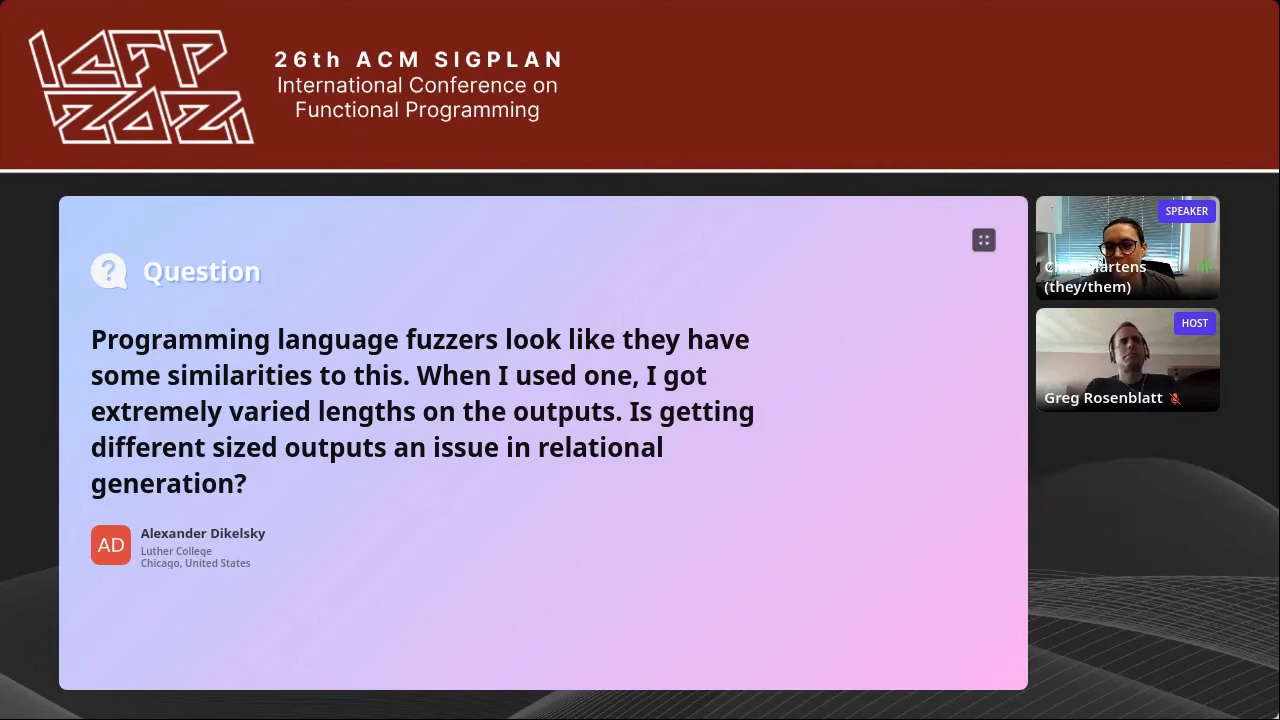 ICFP
2021
26th ACM SIGPLAN
International Conference on
Functional Programming
? Question
Programming language fuzzers look like they have
some similarities to this. When I used one, I got
extremely varied lengths on the outputs. Is getting
different sized outputs an issue in relational
generation?
AD
Alexander Dikelsky
Luther College
Chicago, United States
SPEAKER
Martens
(they/them)
HOST
Greg Rosenblatt